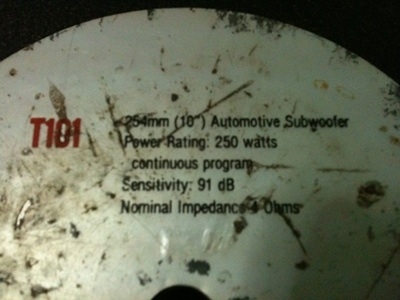 T101
254mm (10") Automotive Subwoofer
Power Rating: 250 watts
continuous program
Sensitivity: 91 dB
Nominal Impedance 4 Ohms